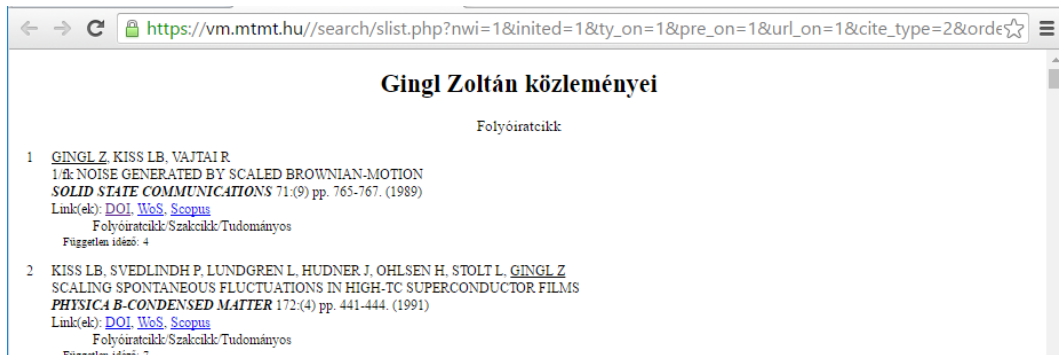 https://vm.mtmt.hu//search/slist.php?nwi=1&inited=1&ty_on=1&pre_on=1&url_on=1&cite_type=2&orde
Gingl Zoltán közleményei
Folyóiratcikk
1 GINGL Z, KISS LB, VAJTAI R
1/fk NOISE GENERATED BY SCALED BROWNIAN-MOTION
SOLID STATE COMMUNICATIONS 71:(9) pp. 765-767. (1989)
Link(ek): DOI, WoS, Scopus
Folyóiratcikk/Szakcikk/Tudományos
Független idéző: 4
2 KISS LB, SVEDLINDH P, LUNDGREN L, HUDNER J, OHLSEN H, STOLT L, GINGL Z
SCALING SPONTANEOUS FLUCTUATIONS IN HIGH-TC SUPERCONDUCTOR FILMS
PHYSICA B-CONDENSED MATTER 172:(4) pp. 441-444. (1991)
Link(ek): DOI, WoS, Scopus
Folyóiratcikk/Szakcikk/Tudományos
Független idéző: